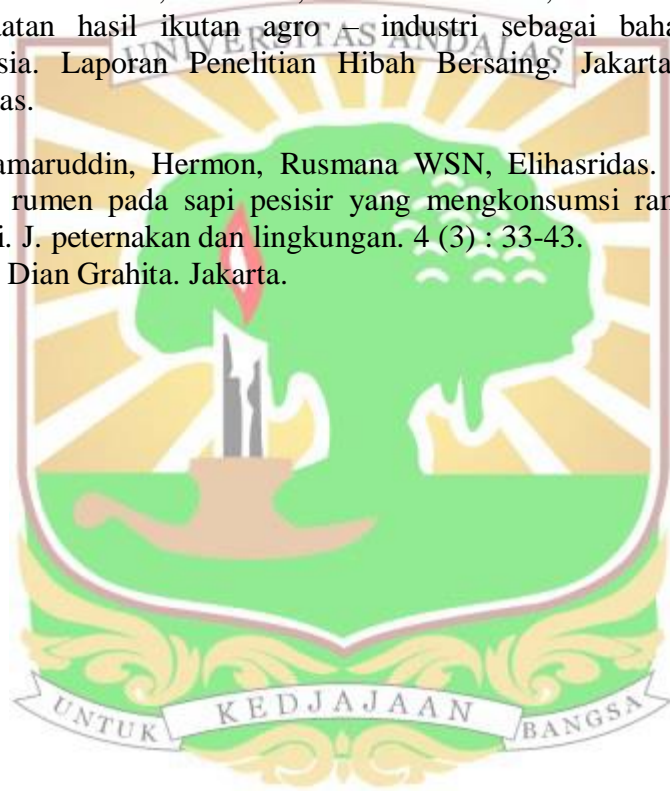 aatan hasil ikutan agro – industri sebagai baha
UNIVERSITAS ANDALAS
sia. Laporan Penelitian Hibah Bersaing. Jakarta
as.
amaruddin, Hermon, Rusmana WSN, Elihasridas.
rumen pada sapi pesisir yang mengkonsumsi ran
i. J. peternakan dan lingkungan. 4 (3) : 33-43.
Dian Grahita. Jakarta.
UNTUK KEDJAJAAN BANGSA